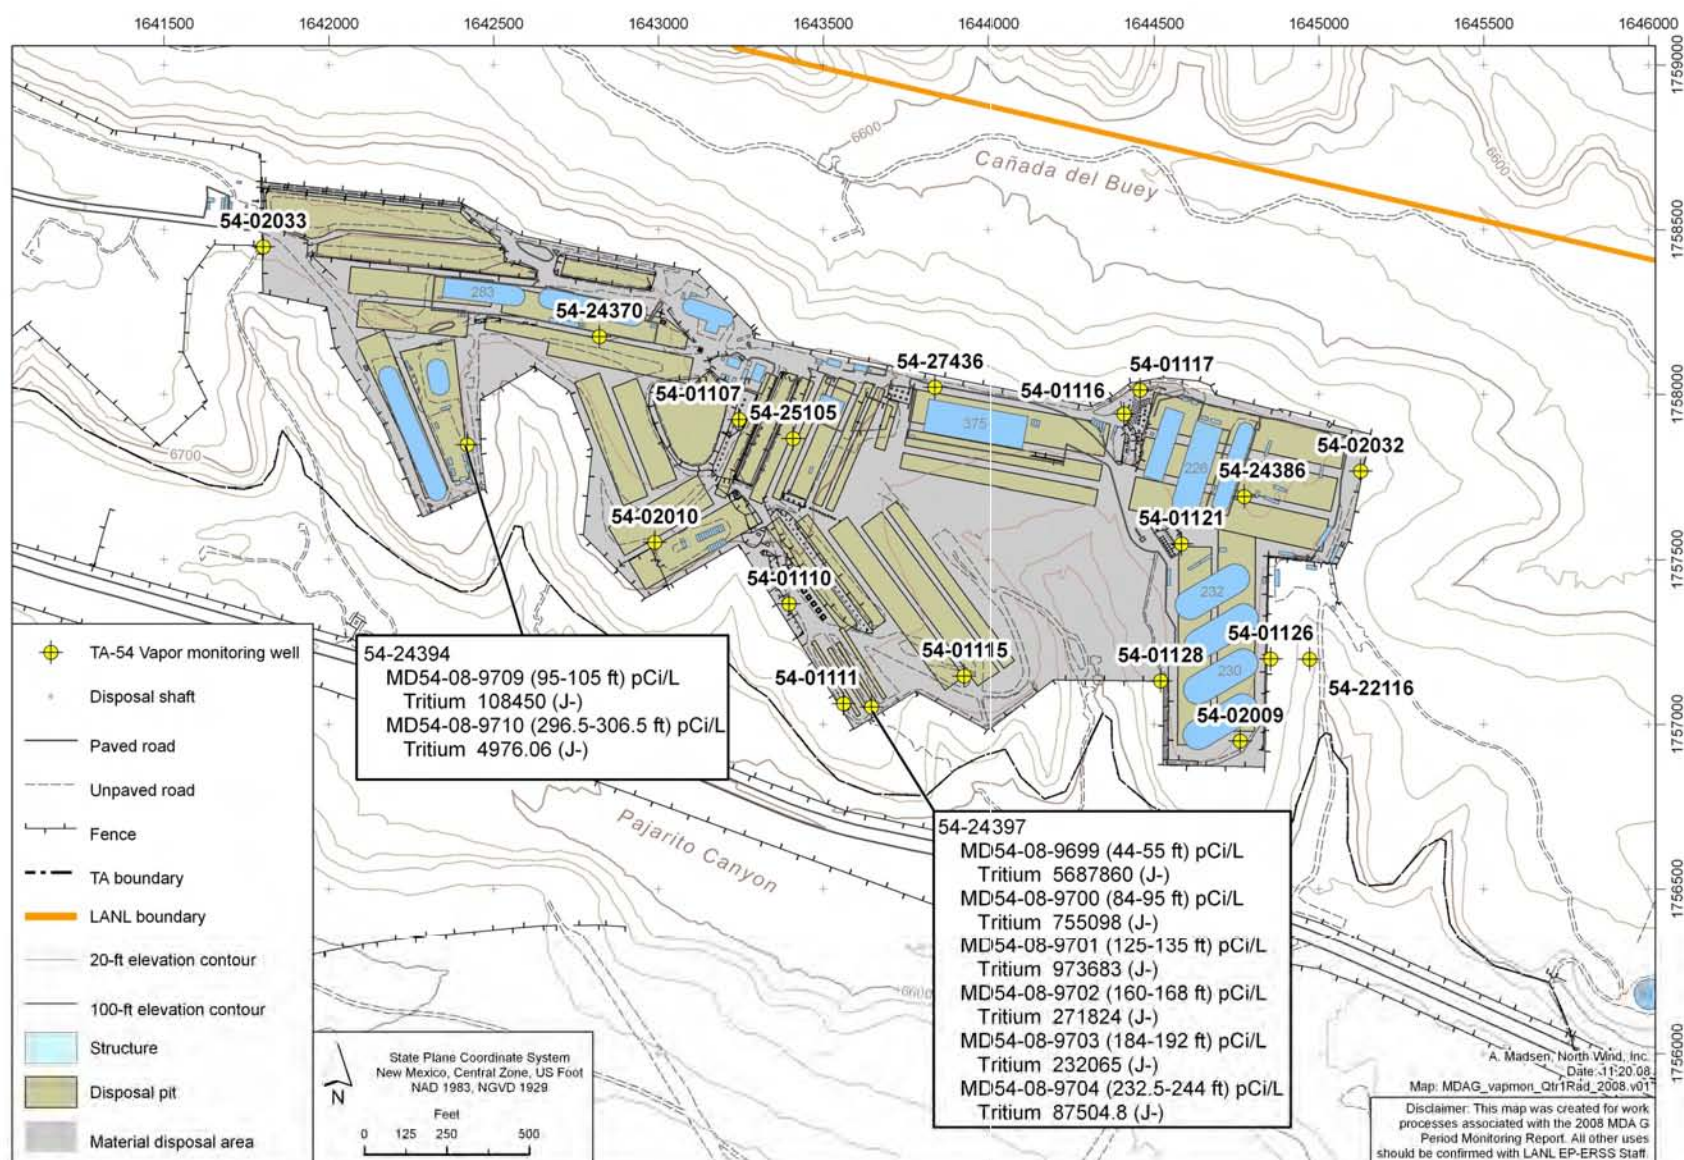 1641500 1642000 1642500 1643000 1643500 1644000 1644500 1645000 1645500 1646000
1759000
1758500
1758000
1757500
1757000
1756500
1756000
6600
6600
Cañada del Buey
54-02033
283
54-24370
54-27436
54-01117
54-01116
54-01107
54-25105
375
54-02032
226
54-24386
6700
54-02010
54-01121
54-01110
232
54-01126
54-01115
54-01128
230
54-01111
54-22116
54-02009
Pajarito Canyon
6600
54-24394
MD54-08-9709 (95-105 ft) pCi/L
Tritium 108450 (J-)
MD54-08-9710 (296.5-306.5 ft) pCi/L
Tritium 4976.06 (J-)
54-24397
MD54-08-9699 (44-55 ft) pCi/L
Tritium 5687860 (J-)
MD54-08-9700 (84-95 ft) pCi/L
Tritium 755098 (J-)
MD54-08-9701 (125-135 ft) pCi/L
Tritium 973683 (J-)
MD54-08-9702 (160-168 ft) pCi/L
Tritium 271824 (J-)
MD54-08-9703 (184-192 ft) pCi/L
Tritium 232065 (J-)
MD54-08-9704 (232.5-244 ft) pCi/L
Tritium 87504.8 (J-)
TA-54 Vapor monitoring well
Disposal shaft
Paved road
Unpaved road
Fence
TA boundary
LANL boundary
20-ft elevation contour
100-ft elevation contour
Structure
Disposal pit
Material disposal area
N
State Plane Coordinate System
New Mexico, Central Zone, US Foot
NAD 1983, NGVD 1929
Feet
0 125 250 500
A. Madsen, North Wind, Inc.
Date: 11.20.08
Map: MDAG_vapmon_Qtr1Rad_2008.v01
Disclaimer: This map was created for work
processes associated with the 2008 MDA G
Period Monitoring Report. All other uses
should be confirmed with LANL EP-ERSS Staff.